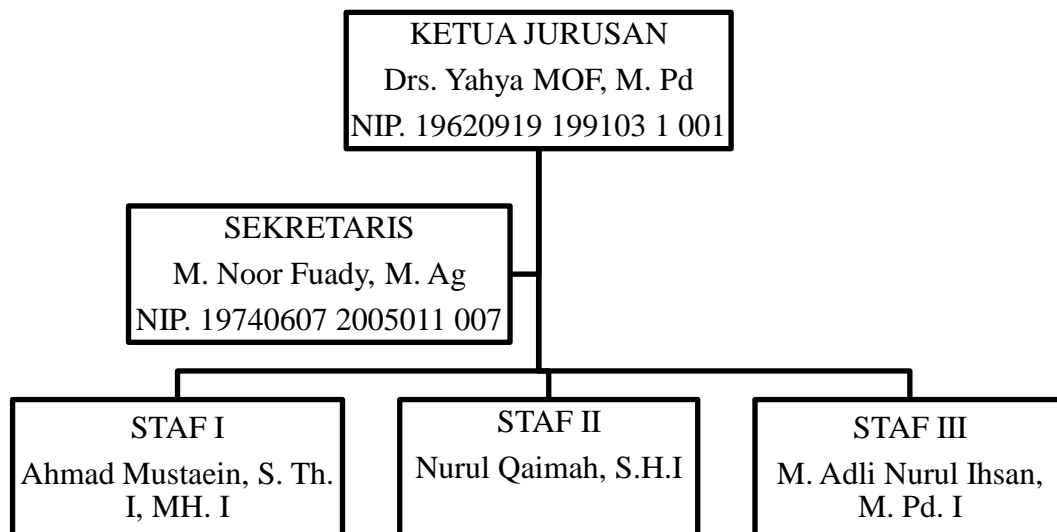 KETUA JURUSAN
Drs. Yahya MOF, M. Pd
NIP. 19620919 199103 1 001
SEKRETARIS
M. Noor Fuady, M. Ag
NIP. 19740607 2005011 007
STAF I
Ahmad Mustaein, S. Th.
I, MH. I
STAF II
Nurul Qaimah, S.H.I
STAF III
M. Adli Nurul Ihsan,
M. Pd. I